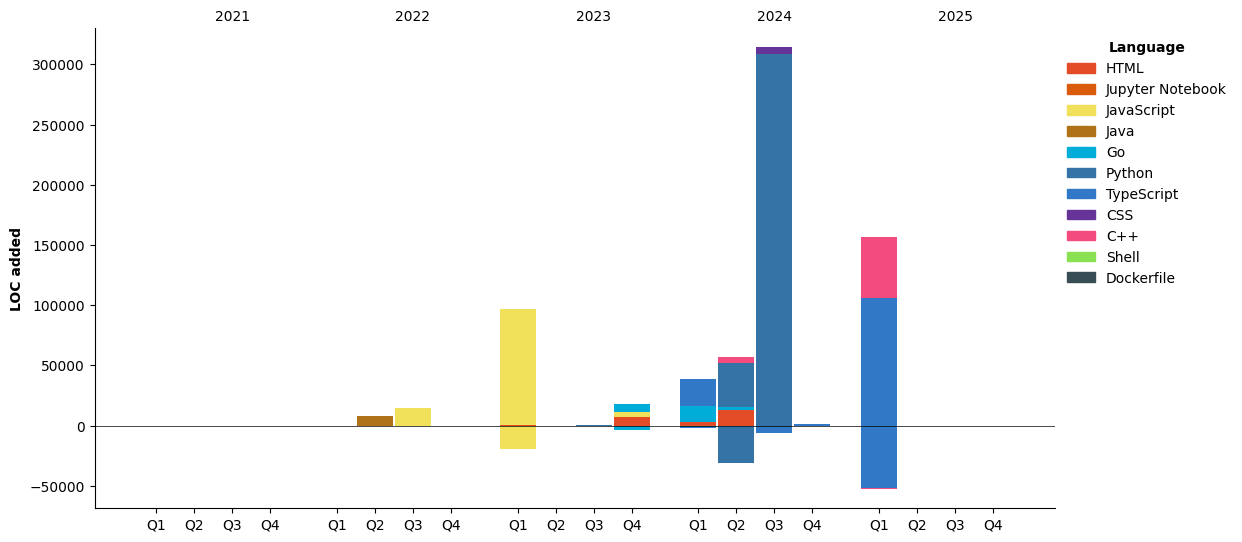 2021 2022 2023 2024 2025
Language
HTML
Jupyter Notebook
JavaScript
Java
Go
Python
TypeScript
CSS
C++
Shell
Dockerfile
LOC added
300000
250000
200000
150000
100000
50000
0
−50000
Q1 Q2 Q3 Q4 Q1 Q2 Q3 Q4 Q1 Q2 Q3 Q4 Q1 Q2 Q3 Q4 Q1 Q2 Q3 Q4